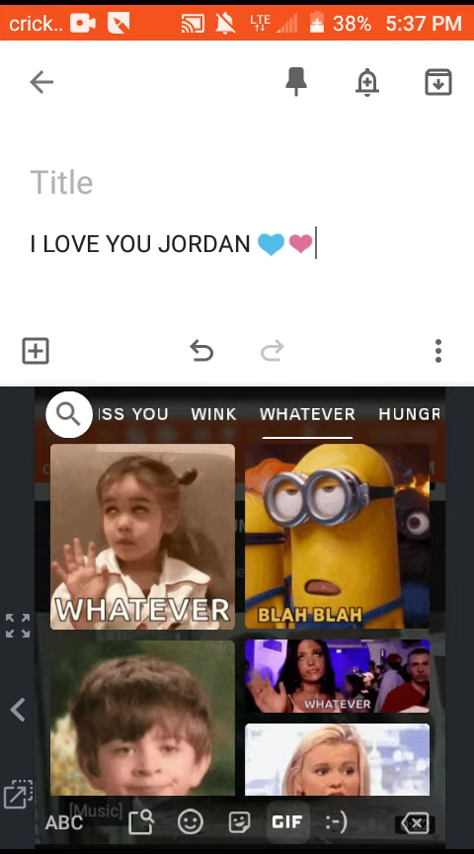 crick.. LTE 38% 5:37 PM
Title
I LOVE YOU JORDAN 💙💗
ISS YOU WINK WHATEVER HUNGR
WHATEVER
BLAH BLAH
WHATEVER
[Music]
ABC GIF :-)